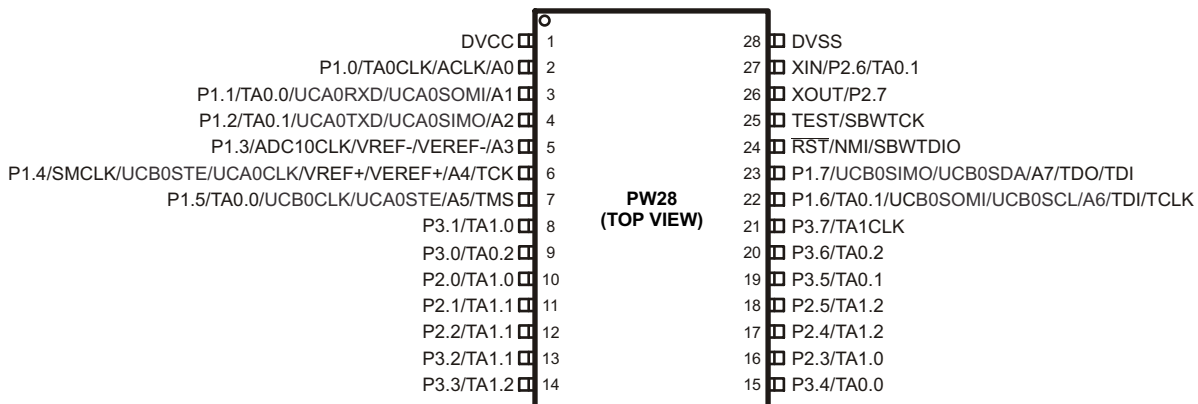 DVCC 1 28 DVSS
P1.0/TA0CLK/ACLK/A0 2 27 XIN/P2.6/TA0.1
P1.1/TA0.0/UCA0RXD/UCA0SOMI/A1 3 26 XOUT/P2.7
P1.2/TA0.1/UCA0TXD/UCA0SIMO/A2 4 25 TEST/SBWTCK
P1.3/ADC10CLK/VREF-/VEREF-/A3 5 24 RST/NMI/SBWTDIO
P1.4/SMCLK/UCB0STE/UCA0CLK/VREF+/VEREF+/A4/TCK 6 23 P1.7/UCB0SIMO/UCB0SDA/A7/TDO/TDI
P1.5/TA0.0/UCB0CLK/UCA0STE/A5/TMS 7 PW28 22 P1.6/TA0.1/UCB0SOMI/UCB0SCL/A6/TDI/TCLK
P3.1/TA1.0 8 (TOP VIEW) 21 P3.7/TA1CLK
P3.0/TA0.2 9 20 P3.6/TA0.2
P2.0/TA1.0 10 19 P3.5/TA0.1
P2.1/TA1.1 11 18 P2.5/TA1.2
P2.2/TA1.1 12 17 P2.4/TA1.2
P3.2/TA1.1 13 16 P2.3/TA1.0
P3.3/TA1.2 14 15 P3.4/TA0.0